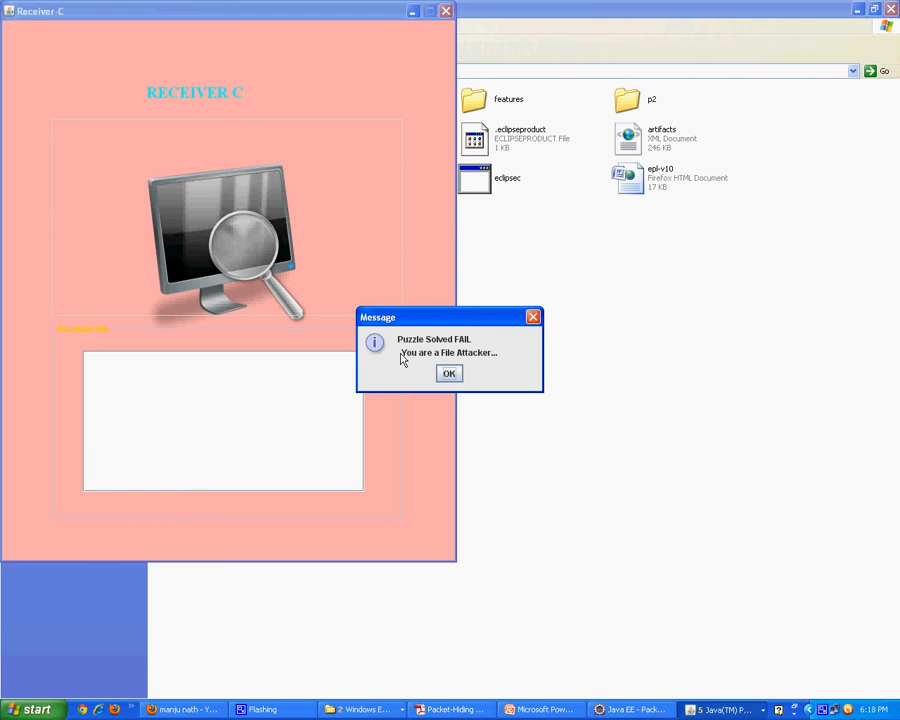 Receiver-C
RECEIVER C
Received File
Go
features
p2
.eclipseproduct
ECLIPSEPRODUCT File
1 KB
artifacts
XML Document
246 KB
eclipsec
epl-v10
Firefox HTML Document
17 KB
Message
Puzzle Solved FAIL
You are a File Attacker...
OK
start
manju nath - Y...
Flashing
2 Windows E...
Packet-Hiding ...
Microsoft Pow...
Java EE - Pack...
5 Java(TM) P...
6:18 PM